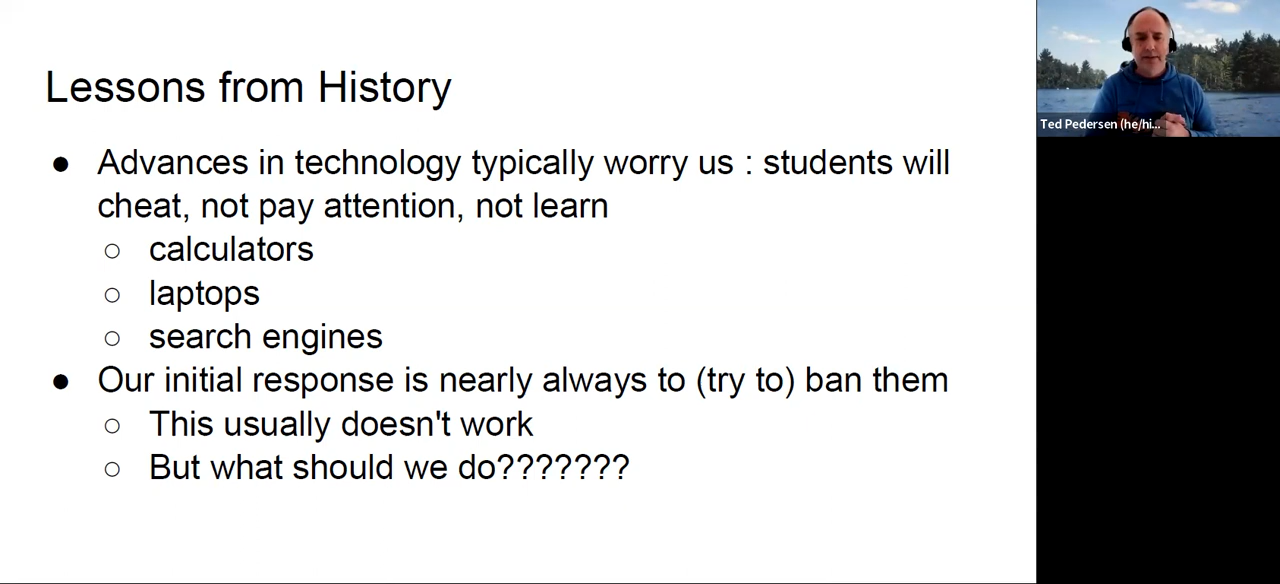 Lessons from History
● Advances in technology typically worry us : students will
cheat, not pay attention, not learn
○ calculators
○ laptops
○ search engines
● Our initial response is nearly always to (try to) ban them
○ This usually doesn't work
○ But what should we do???????
Ted Pedersen (he/hi...